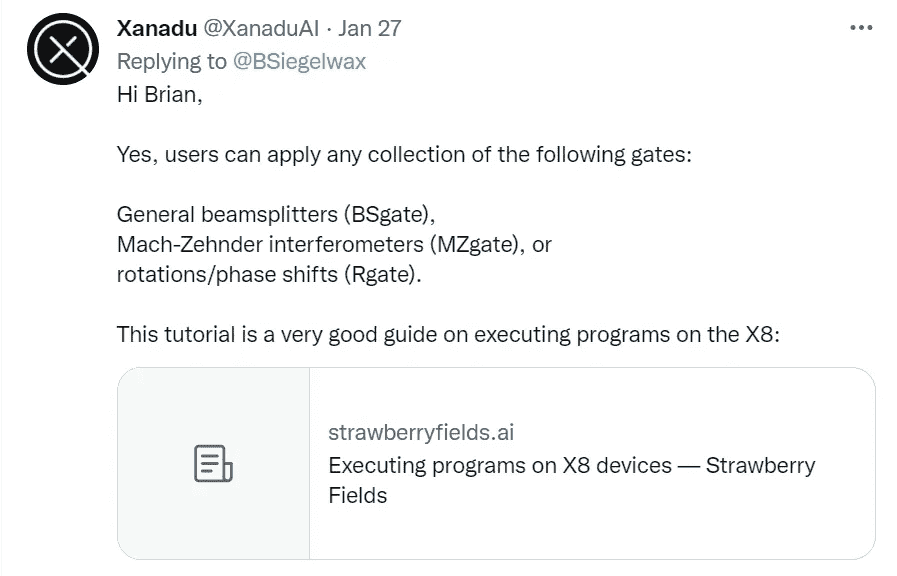 Xanadu @XanaduAI · Jan 27
Replying to @BSiegelwax
Hi Brian,
Yes, users can apply any collection of the following gates:
General beamsplitters (BSgate),
Mach-Zehnder interferometers (MZgate), or
rotations/phase shifts (Rgate).
This tutorial is a very good guide on executing programs on the X8:
strawberryfields.ai
Executing programs on X8 devices — Strawberry
Fields